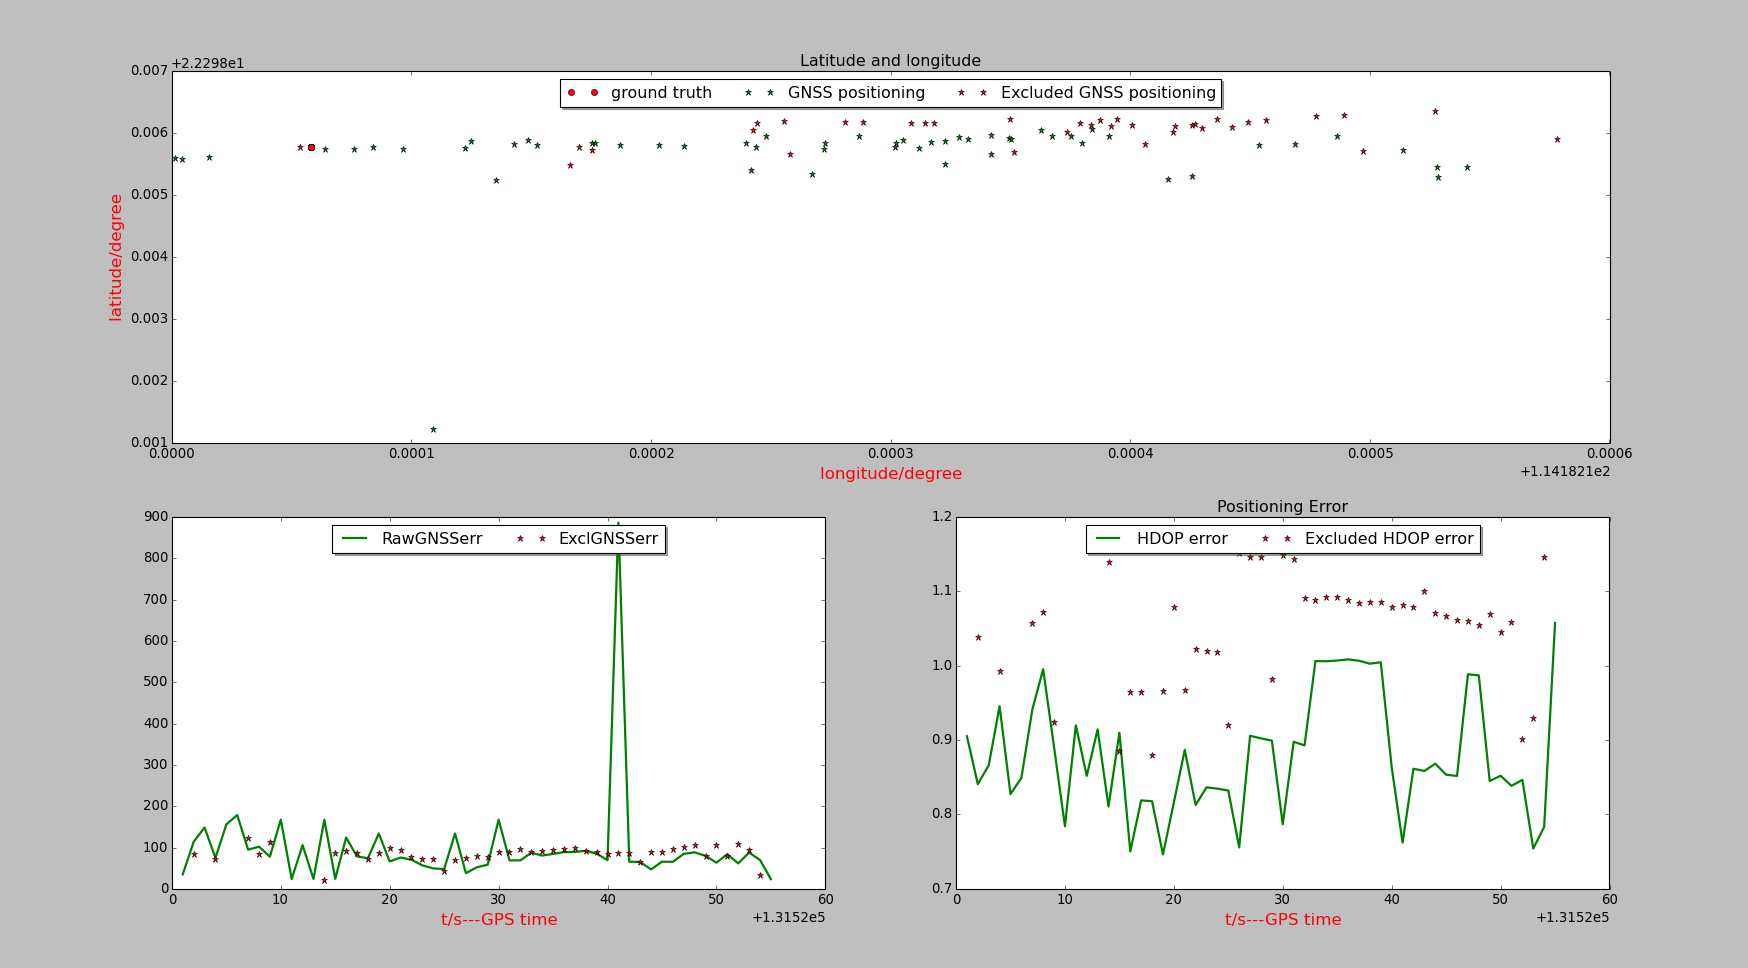 Latitude and longitude
+2.2298e1
0.007
0.006
0.005
0.004
0.003
0.002
0.001
latitude/degree
ground truth GNSS positioning Excluded GNSS positioning
0.0000 0.0001 0.0002 0.0003 0.0004 0.0005 0.0006
longitude/degree
+1.141821e2
900
800
700
600
500
400
300
200
100
0
RawGNSSerr ExclGNSSerr
0 10 20 30 40 50 60
t/s---GPS time
+1.3152e5
Positioning Error
1.2
1.1
1.0
0.9
0.8
0.7
HDOP error Excluded HDOP error
0 10 20 30 40 50 60
t/s---GPS time
+1.3152e5